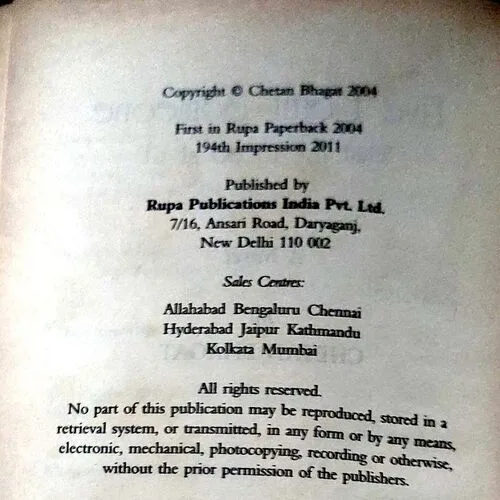 Copyright © Chetan Bhagat 2004
First in Rupa Paperback 2004
194th Impression 2011
Published by
Rupa Publications India Pvt. Ltd.
7/16, Ansari Road, Daryaganj,
New Delhi 110 002
Sales Centres:
Allahabad Bengaluru Chennai
Hyderabad Jaipur Kathmandu
Kolkata Mumbai
All rights reserved.
No part of this publication may be reproduced, stored in a
retrieval system, or transmitted, in any form or by any means,
electronic, mechanical, photocopying, recording or otherwise,
without the prior permission of the publishers.